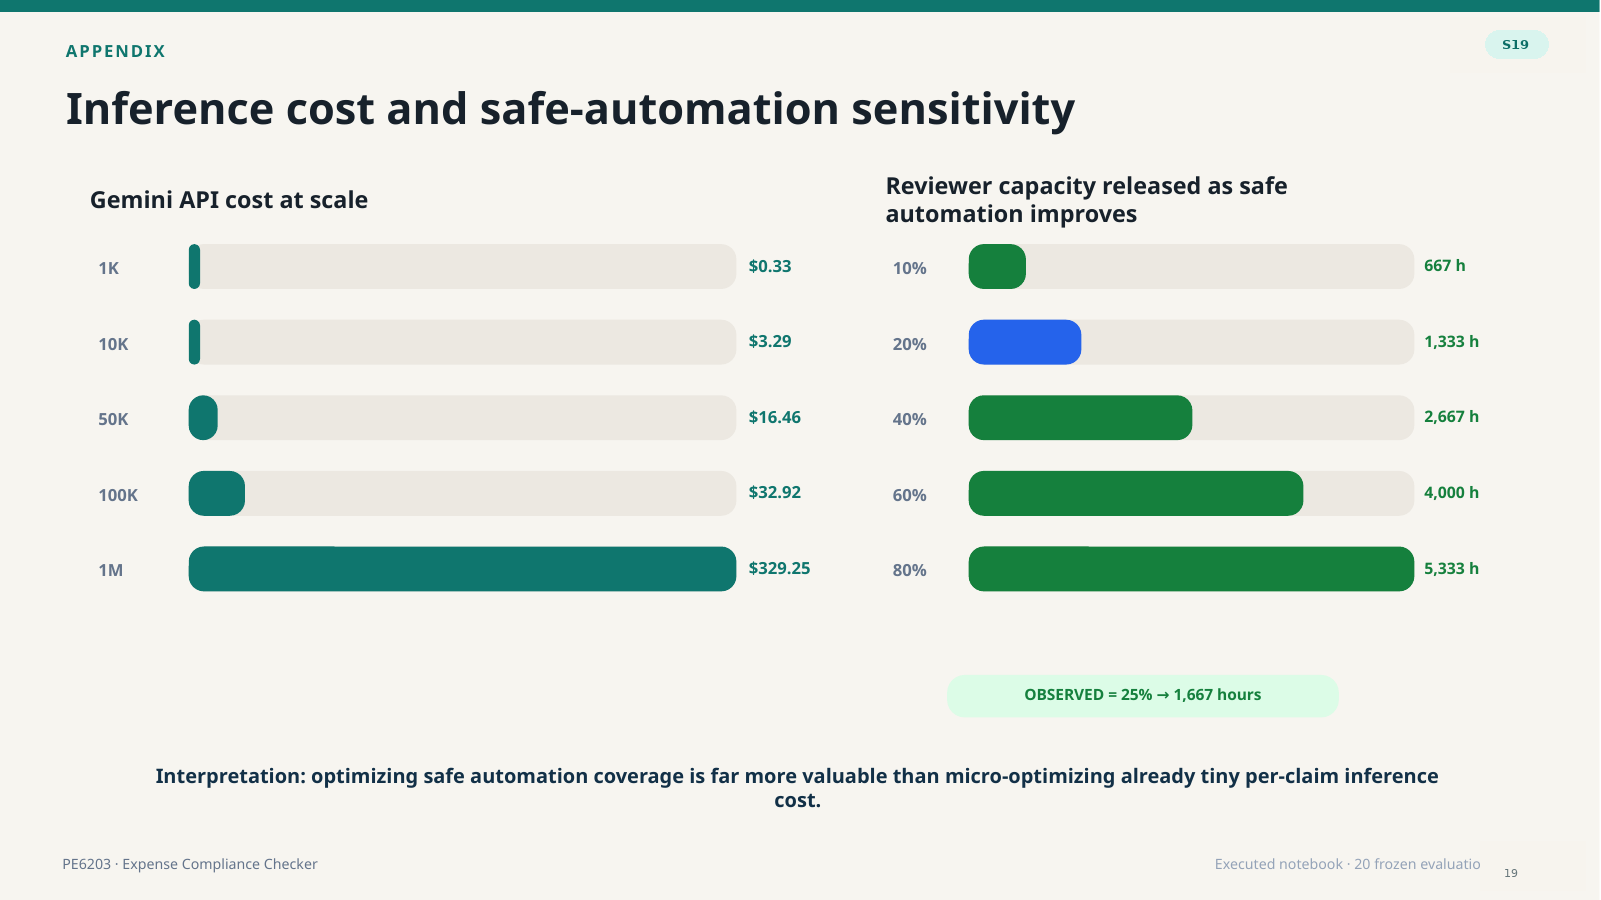 APPENDIX
S19
Inference cost and safe-automation sensitivity
Gemini API cost at scale
1K $0.33
10K $3.29
50K $16.46
100K $32.92
1M $329.25
Reviewer capacity released as safe
automation improves
10% 667 h
20% 1,333 h
40% 2,667 h
60% 4,000 h
80% 5,333 h
OBSERVED = 25% → 1,667 hours
Interpretation: optimizing safe automation coverage is far more valuable than micro-optimizing already tiny per-claim inference
cost.
PE6203 · Expense Compliance Checker
Executed notebook · 20 frozen evaluatio
19